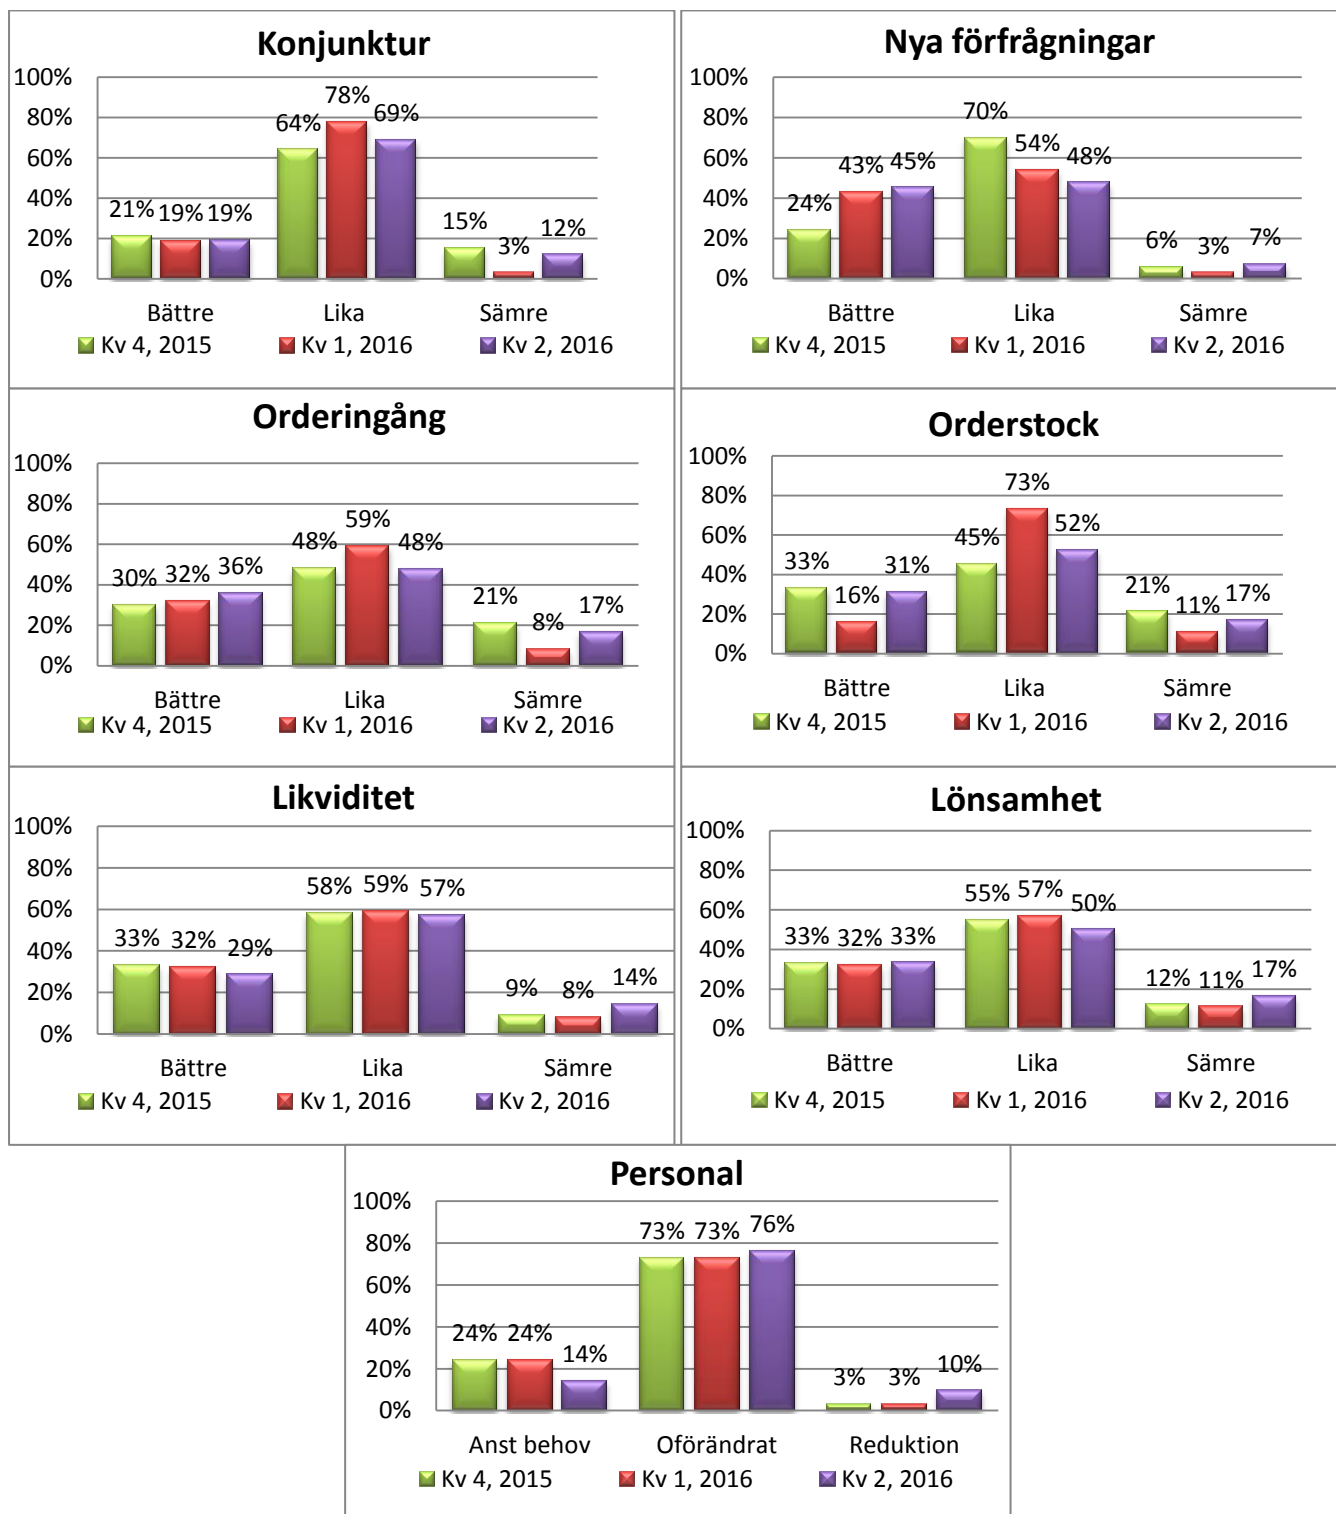 Konjunktur
100%
80%
60%
40%
20%
0%
21%
19%
19%
64%
78%
69%
15%
3%
12%
Bättre
Lika
Sämre
Kv 4, 2015
Kv 1, 2016
Kv 2, 2016
Nya förfrågningar
100%
80%
60%
40%
20%
0%
24%
43%
45%
70%
54%
48%
6%
3%
7%
Bättre
Lika
Sämre
Kv 4, 2015
Kv 1, 2016
Kv 2, 2016
Orderingång
100%
80%
60%
40%
20%
0%
30%
32%
36%
48%
59%
48%
21%
8%
17%
Bättre
Lika
Sämre
Kv 4, 2015
Kv 1, 2016
Kv 2, 2016
Orderstock
100%
80%
60%
40%
20%
0%
33%
16%
31%
45%
73%
52%
21%
11%
17%
Bättre
Lika
Sämre
Kv 4, 2015
Kv 1, 2016
Kv 2, 2016
Likviditet
100%
80%
60%
40%
20%
0%
33%
32%
29%
58%
59%
57%
9%
8%
14%
Bättre
Lika
Sämre
Kv 4, 2015
Kv 1, 2016
Kv 2, 2016
Lönsamhet
100%
80%
60%
40%
20%
0%
33%
32%
33%
55%
57%
50%
12%
11%
17%
Bättre
Lika
Sämre
Kv 4, 2015
Kv 1, 2016
Kv 2, 2016
Personal
100%
80%
60%
40%
20%
0%
24%
24%
14%
73%
73%
76%
3%
3%
10%
Anst behov
Oförändrat
Reduktion
Kv 4, 2015
Kv 1, 2016
Kv 2, 2016